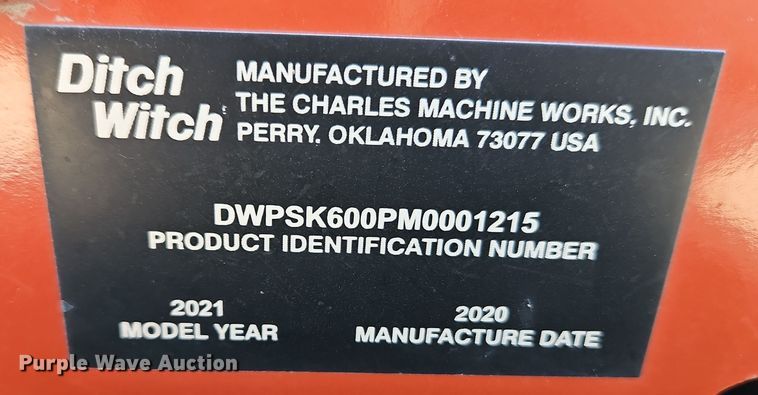 Ditch Witch
MANUFACTURED BY
THE CHARLES MACHINE WORKS, INC.
PERRY, OKLAHOMA 73077 USA
DWPSK600PM0001215
PRODUCT IDENTIFICATION NUMBER
2021
MODEL YEAR
2020
MANUFACTURE DATE
Purple Wave Auction